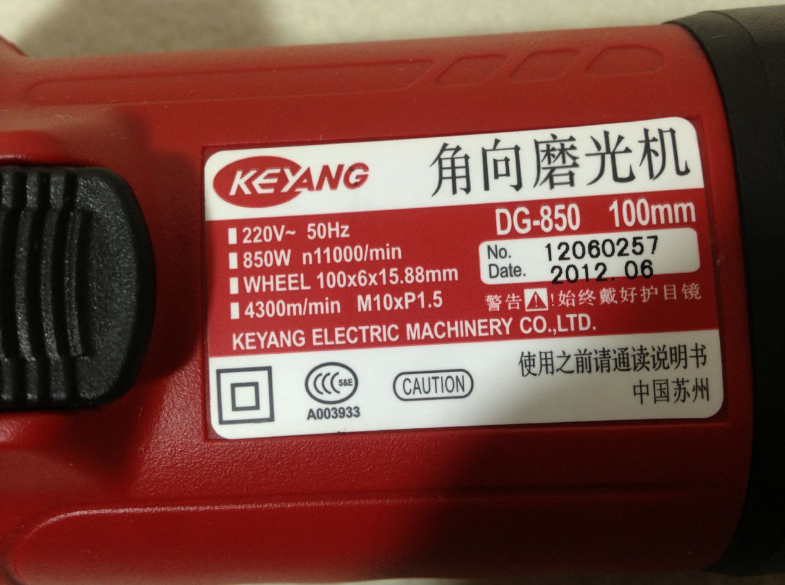 KEYANG 角向磨光机
DG-850 100mm
220V~ 50Hz
850W n11000/min
WHEEL 100x6x15.88mm
4300m/min M10xP1.5
No. 12060257
Date. 2012.06
警告!始终戴好护目镜
KEYANG ELECTRIC MACHINERY CO.,LTD.
S&E
A003933
CAUTION
使用之前请通读说明书
中国苏州